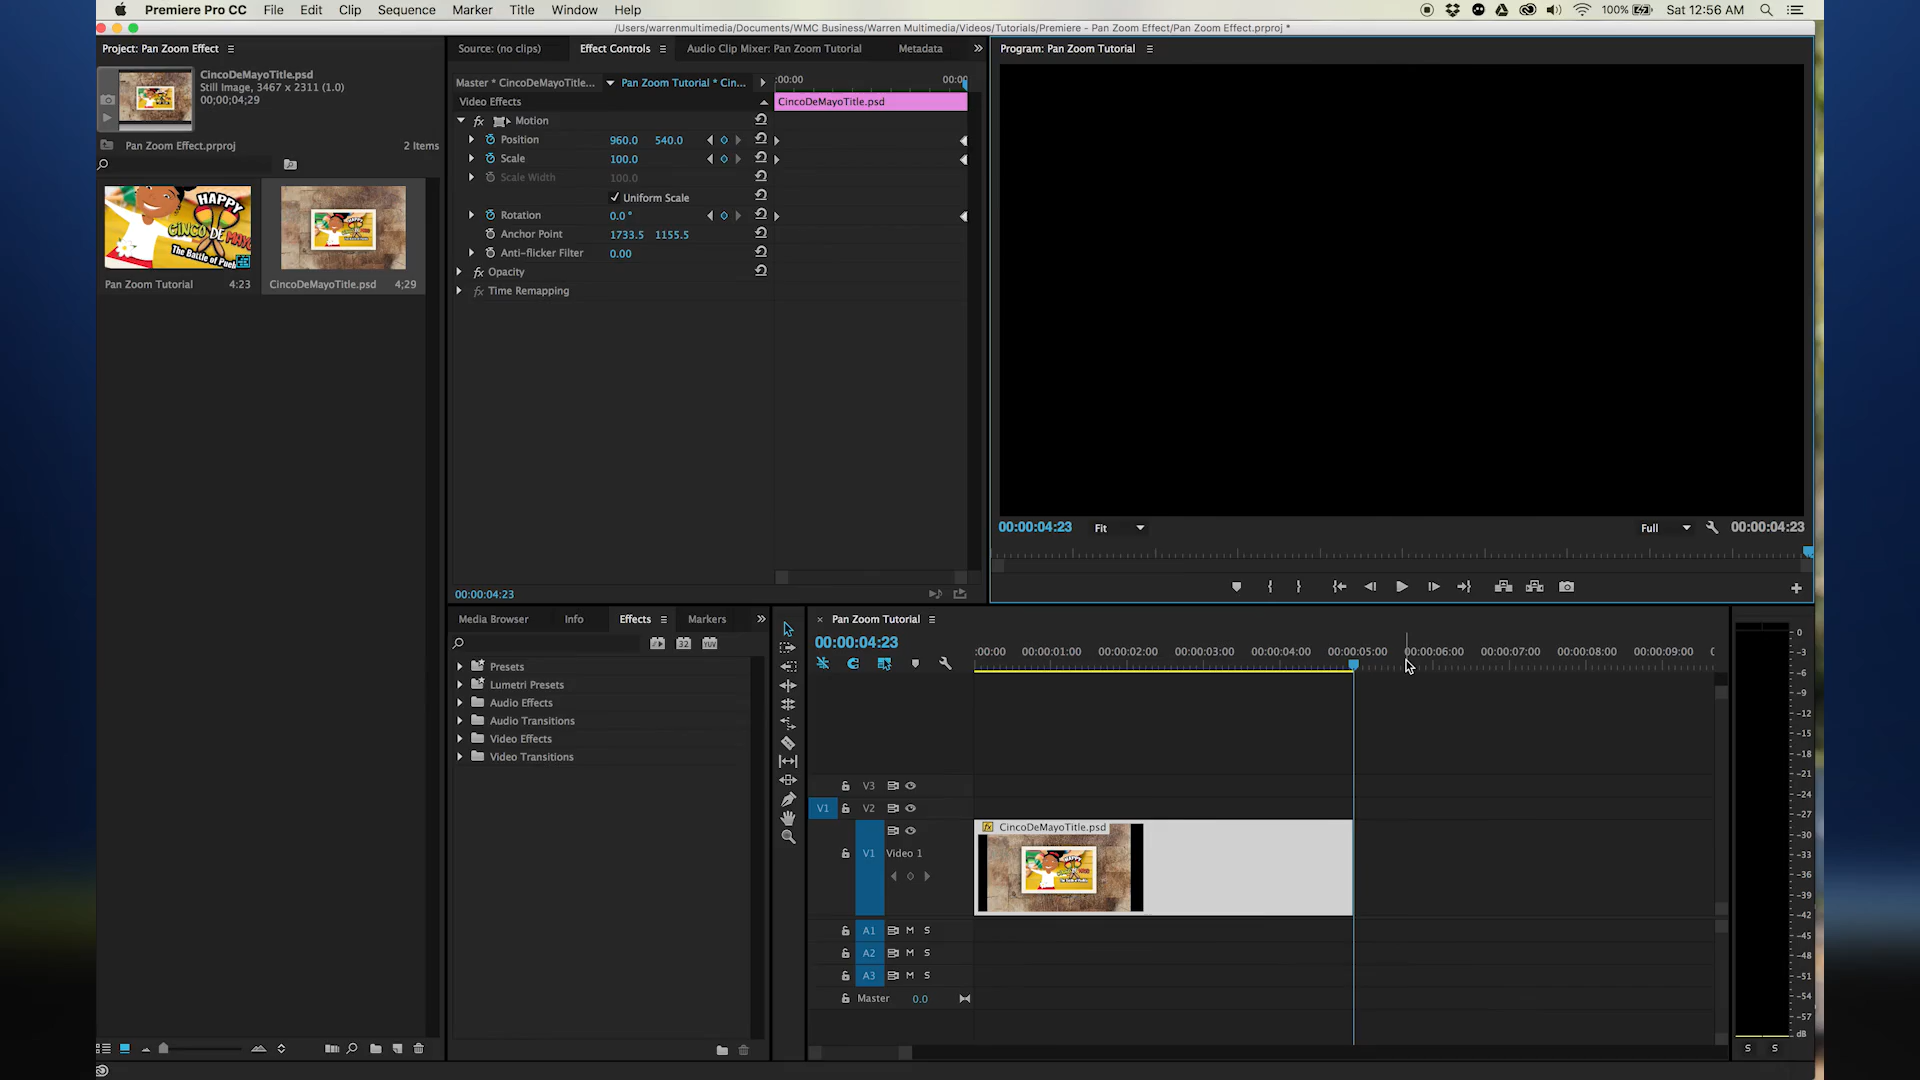 Premiere Pro CC File Edit Clip Sequence Marker Title Window Help 100% Sat 12:56 AM
/Users/warrenmultimedia/Documents/WMC Business/Warren Multimedia/Videos/Tutorials/Premiere - Pan Zoom Effect/Pan Zoom Effect.prproj *
Project: Pan Zoom Effect
CincoDeMayoTitle.psd
Still Image, 3467 x 2311 (1.0)
00;00;04;29
Pan Zoom Effect.prproj 2 Items
HAPPY
CINCO DE MAYO
The Battle of Puebl
Pan Zoom Tutorial 4:23
CincoDeMayoTitle.psd 4;29
Source: (no clips) Effect Controls Audio Clip Mixer: Pan Zoom Tutorial Metadata
Master * CincoDeMayoTitle... Pan Zoom Tutorial * Cin...
:00:00 00:00
Video Effects
CincoDeMayoTitle.psd
fx Motion
Position 960.0 540.0
Scale 100.0
Scale Width 100.0
Uniform Scale
Rotation 0.0 °
Anchor Point 1733.5 1155.5
Anti-flicker Filter 0.00
fx Opacity
fx Time Remapping
00:00:04:23
Program: Pan Zoom Tutorial
00:00:04:23 Fit Full 00:00:04:23
Media Browser Info Effects Markers
32 YUV
Presets
Lumetri Presets
Audio Effects
Audio Transitions
Video Effects
Video Transitions
Pan Zoom Tutorial
00:00:04:23
:00:00 00:00:01:00 00:00:02:00 00:00:03:00 00:00:04:00 00:00:05:00 00:00:06:00 00:00:07:00 00:00:08:00 00:00:09:00
V3
V1 V2
fx CincoDeMayoTitle.psd
V1 Video 1
A1 M S
A2 M S
A3 M S
Master 0.0
0
-3
-6
-9
-12
-15
-18
-21
-24
-27
-30
-33
-36
-39
-42
-45
-48
-51
-54
-57
dB
S S